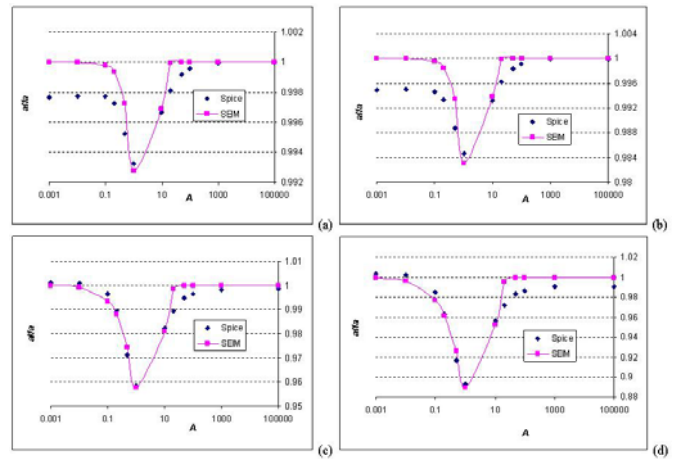 1.002
1
0.998
0.996
0.994
0.992
alfa
Spice
SEIM
0.001 0.1 10 1000 100000
A
(a)
1.004
1
0.996
0.992
0.988
0.984
0.98
alfa
Spice
SEIM
0.001 0.1 10 1000 100000
A
(b)
1.01
1
0.99
0.98
0.97
0.96
0.95
alfa
Spice
SEIM
0.001 0.1 10 1000 100000
A
(c)
1.02
1
0.98
0.96
0.94
0.92
0.9
0.88
alfa
Spice
SEIM
0.001 0.1 10 1000 100000
A
(d)